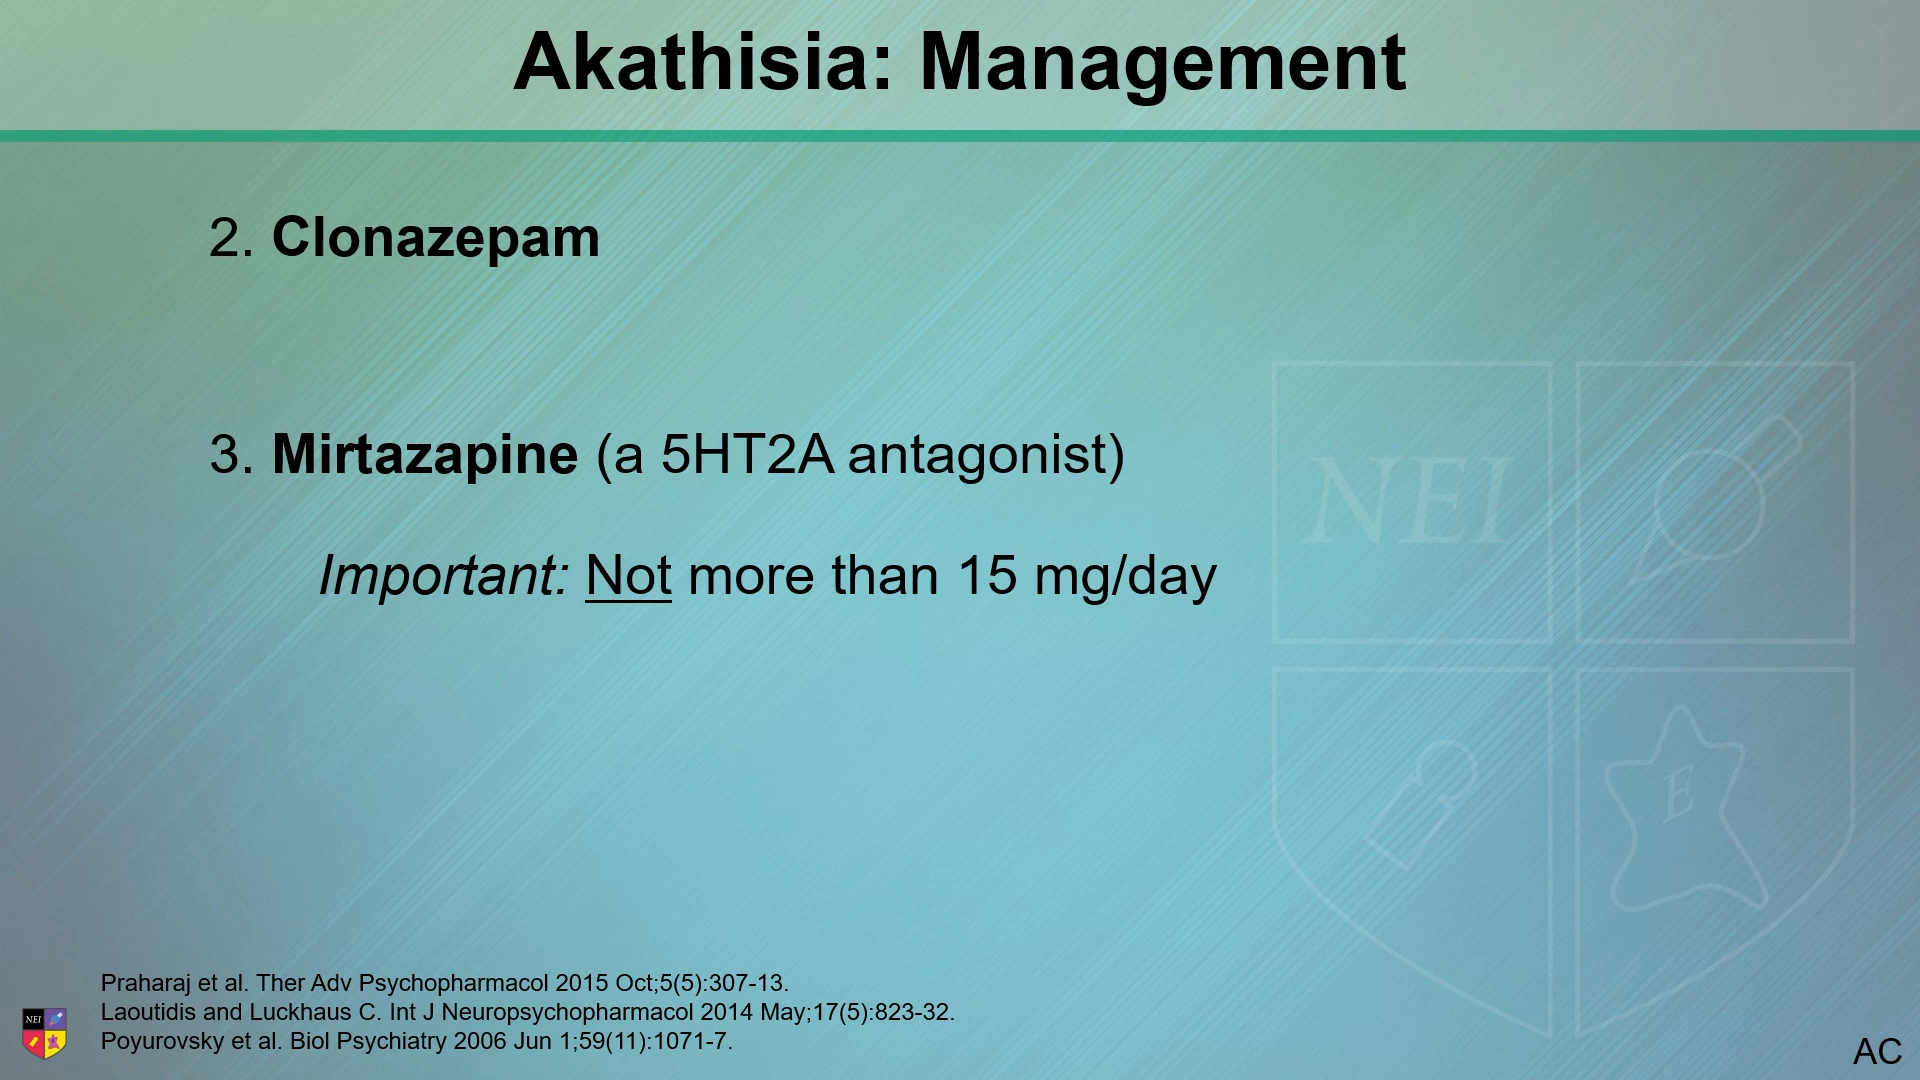 Akathisia: Management
2. Clonazepam
3. Mirtazapine (a 5HT2A antagonist)
Important: Not more than 15 mg/day
NEI
E
Praharaj et al. Ther Adv Psychopharmacol 2015 Oct;5(5):307-13.
Laoutidis and Luckhaus C. Int J Neuropsychopharmacol 2014 May;17(5):823-32.
Poyurovsky et al. Biol Psychiatry 2006 Jun 1;59(11):1071-7.
NEI
AC